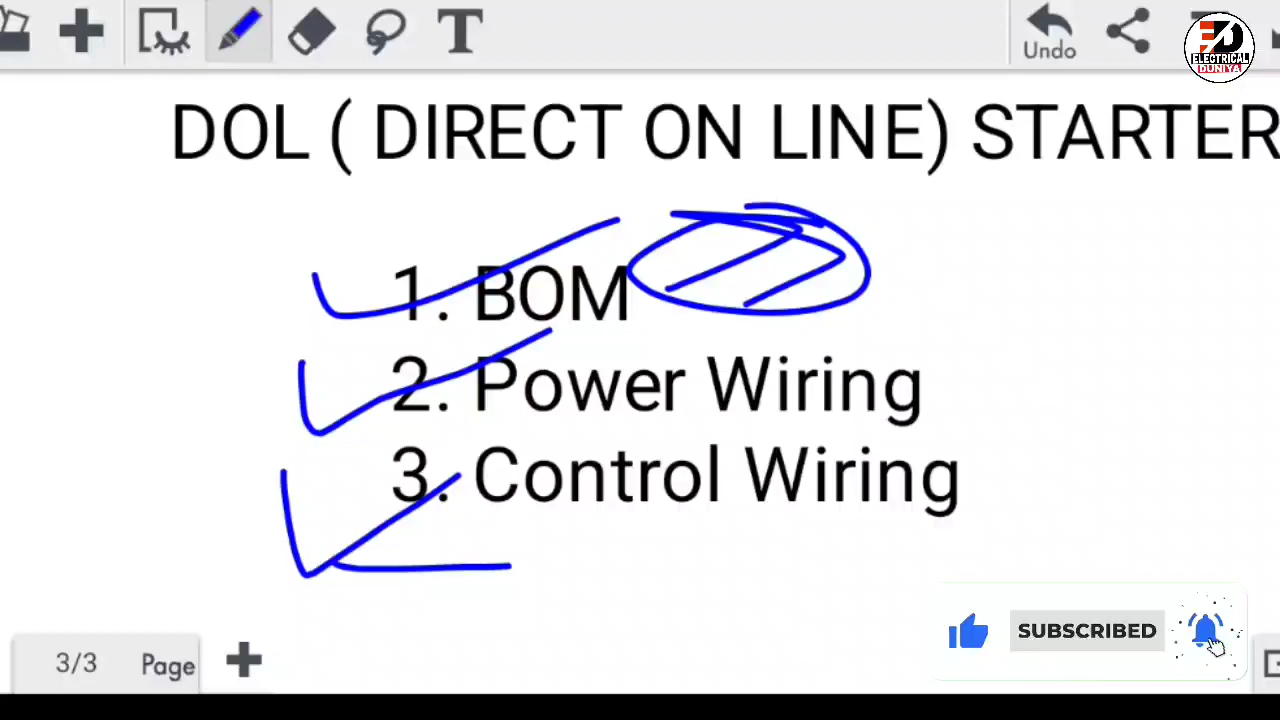 Undo
ELECTRICAL
DUNIYA
DOL ( DIRECT ON LINE) STARTER
1. BOM
2. Power Wiring
3. Control Wiring
SUBSCRIBED
3/3 Page